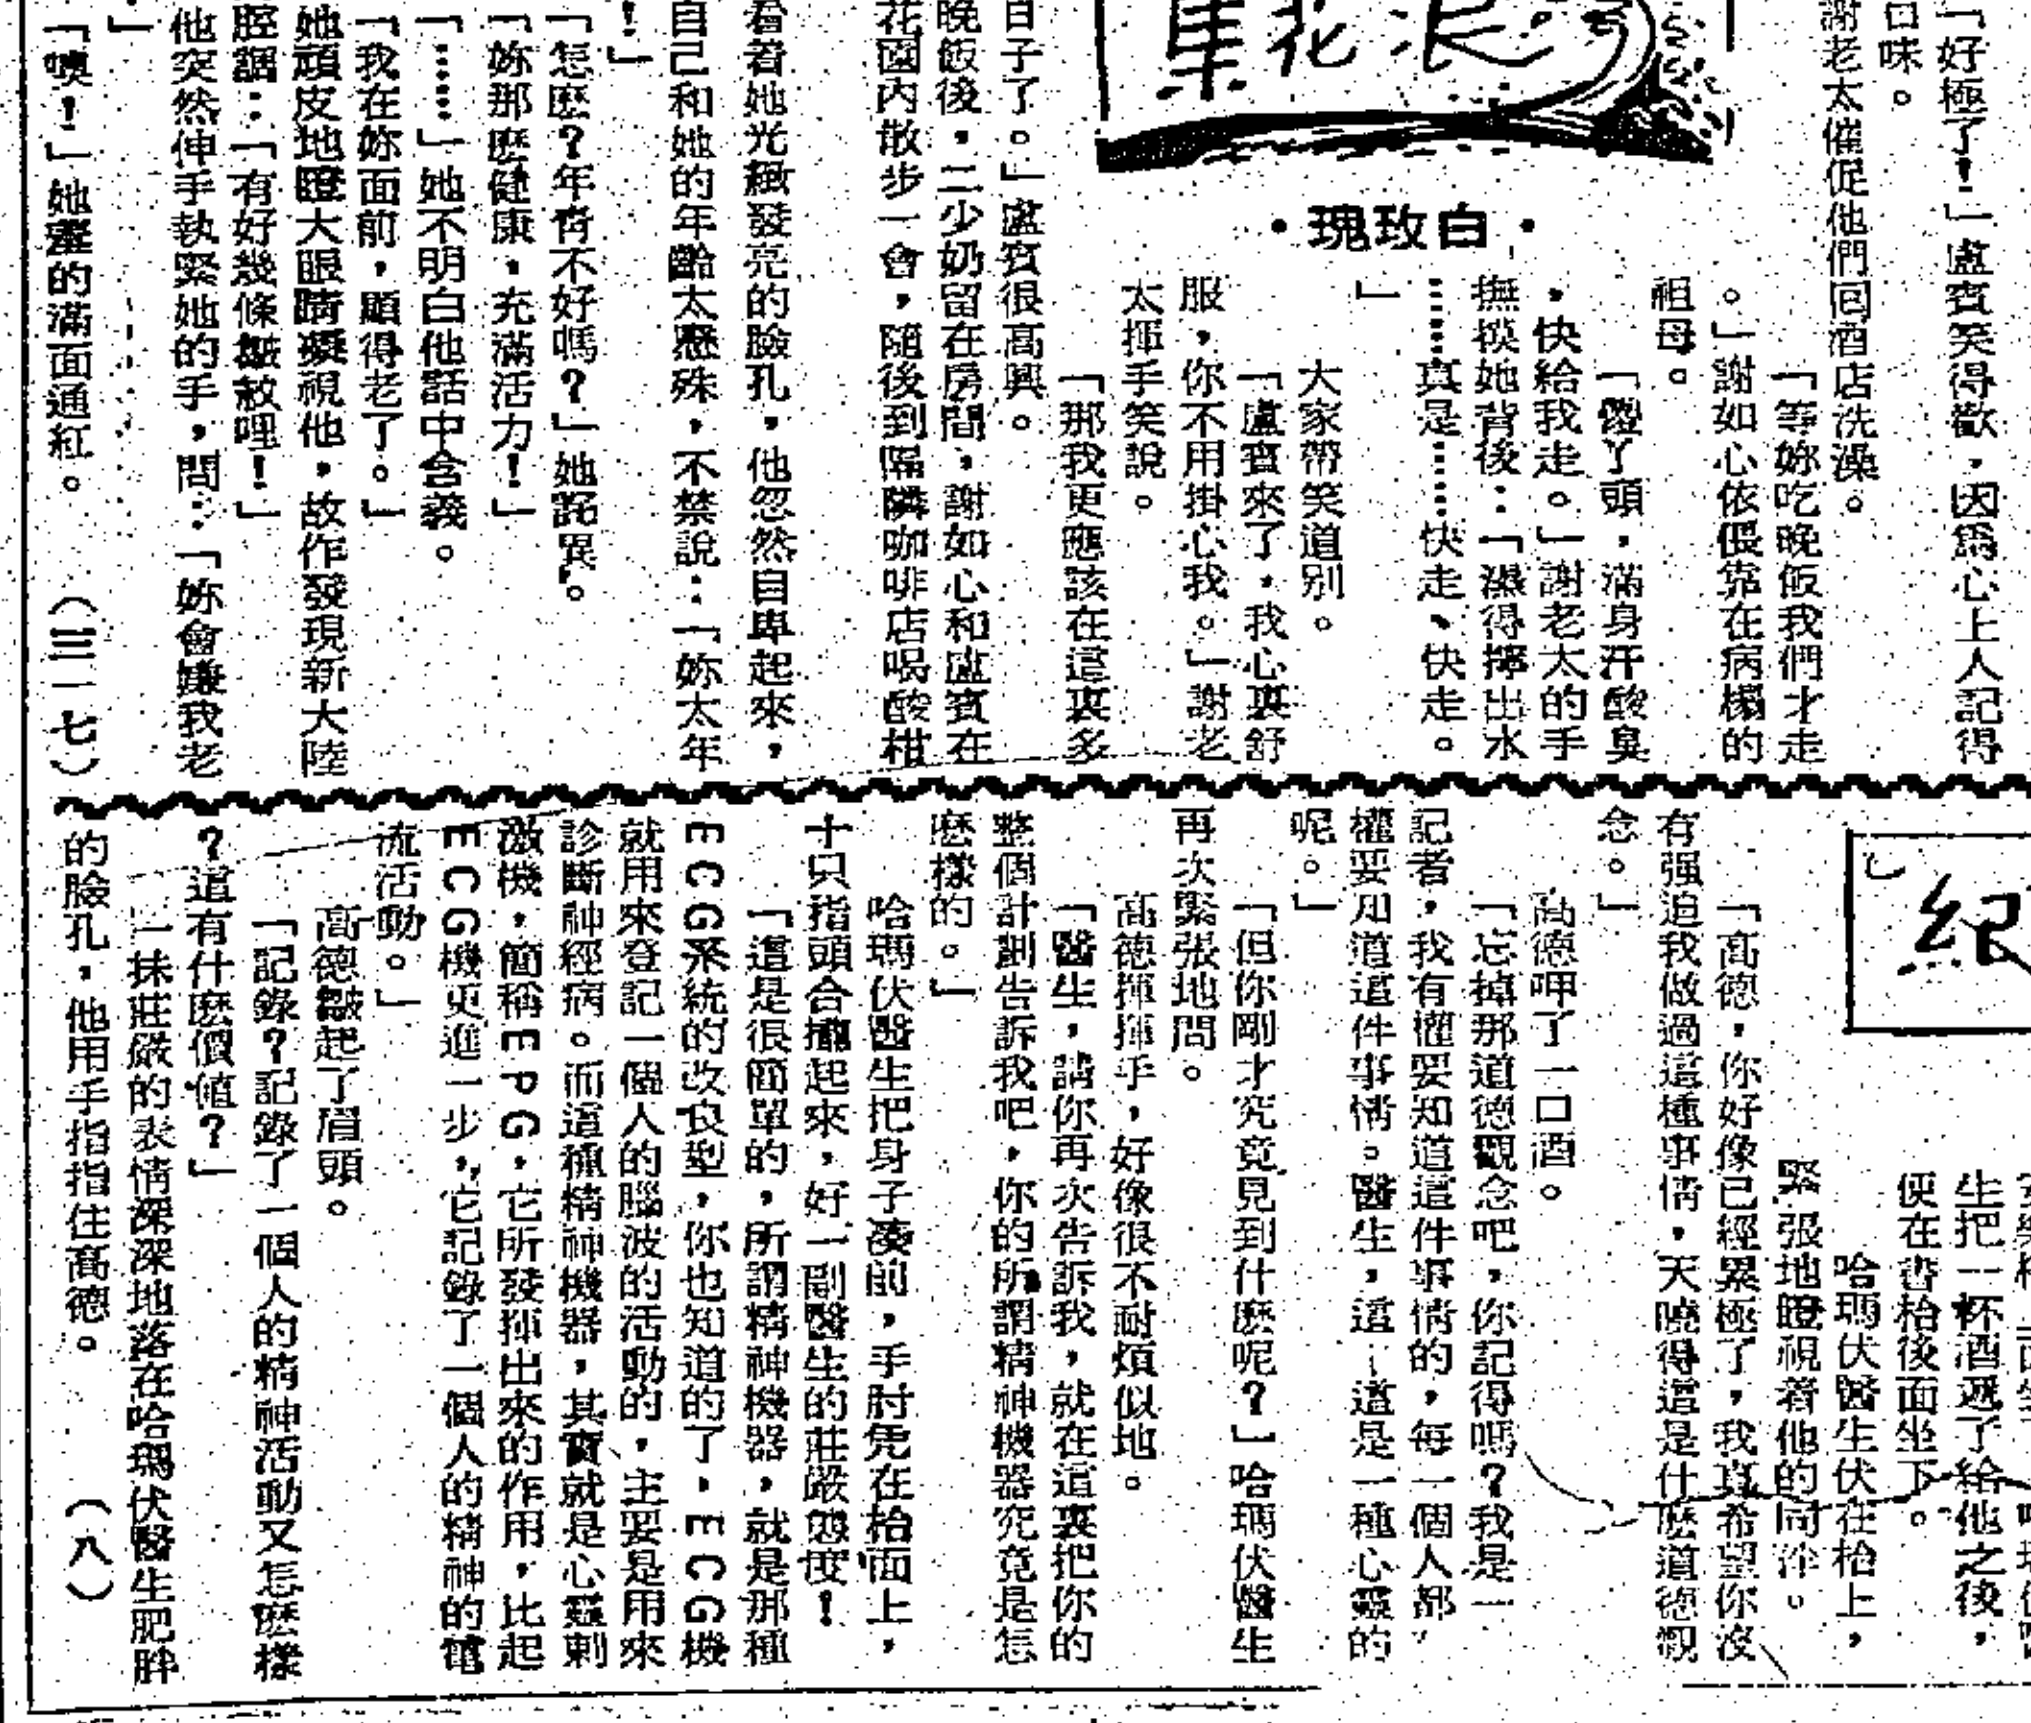 「好極了！」盧賓笑得歡，因爲心上人記得
口味。
謝老太催促他們囘酒店洗澡。
「等妳吃晚飯我們才走
。」謝如心依偎靠在病榻的
祖母。
「傻丫頭，滿身汗酸臭
，快給我走。」謝老太的手
撫摸她背後：「濕得擰出水
……真是……快走、快走。
」
大家帶笑道别。
「盧賓來了，我心裏舒
服，你不用掛心我。」謝老
太揮手笑說。
「那我更應該在這裏多
浪花集
·白玫瑰·
日子了。」盧賓很高興。
晚飯後，二少奶留在房間，謝如心和盧賓在
花園内散步一會，隨後到隔隣咖啡店喝酸柑
看着她光緻發亮的臉孔，他忽然自卑起來，
自己和她的年齡太懸殊，不禁說：「妳太年
！」
「怎麽？年靑不好嗎？」她詫異。
「妳那麽健康，充滿活力！」
「……」她不明白他話中含義。
「我在妳面前，顯得老了。」
她頑皮地瞪大眼睛凝視他，故作發現新大陸
腔調：「有好幾條皺紋哩！」
他突然伸手執緊她的手，問：「妳會嫌我老
」
「噢！」她羞的滿面通紅。 （三一七）
生把一杯酒遞了給他之後，
便在書枱後面坐下。
哈瑪伏醫生伏在枱上，
緊張地瞪視着他的同伴。
「高德，你好像已經累極了，我真希望你沒
有强迫我做過這種事情，天曉得這是什麽道德觀
念。」
高德呷了一口酒。
「忘掉那道德觀念吧，你記得嗎？我是一
記者，我有權要知道這件事情的，每一個人都
權要知道這件事情。醫生，這—這是一種心靈的
呢。」
「但你剛才究竟見到什麽呢？」哈瑪伏醫生
再次緊張地問。
高德揮揮手，好像很不耐煩似地。
「醫生，請你再次告訴我，就在這裏把你的
整個計劃告訴我吧，你的所謂精神機器究竟是怎
麽樣的。」
哈瑪伏醫生把身子凑前，手肘凭在枱面上，
十只指頭合攏起來，好一副醫生的莊嚴態度！
「這是很簡單的，所謂精神機器，就是那種
ECG系統的改良型，你也知道的了，ECG機
就用來登記一個人的腦波的活動的，主要是用來
診斷神經病。而這種精神機器，其實就是心靈刺
激機，簡稱EPG，它所發揮出來的作用，比起
ECG機更進一步，它記錄了一個人的精神的電
流活動。」
高德皺起了眉頭。
「記錄？記錄了一個人的精神活動又怎麽樣
？這有什麽價値？」
一抹莊嚴的表情深深地落在哈瑪伏醫生肥胖
的臉孔，他用手指指住高德。 （八）